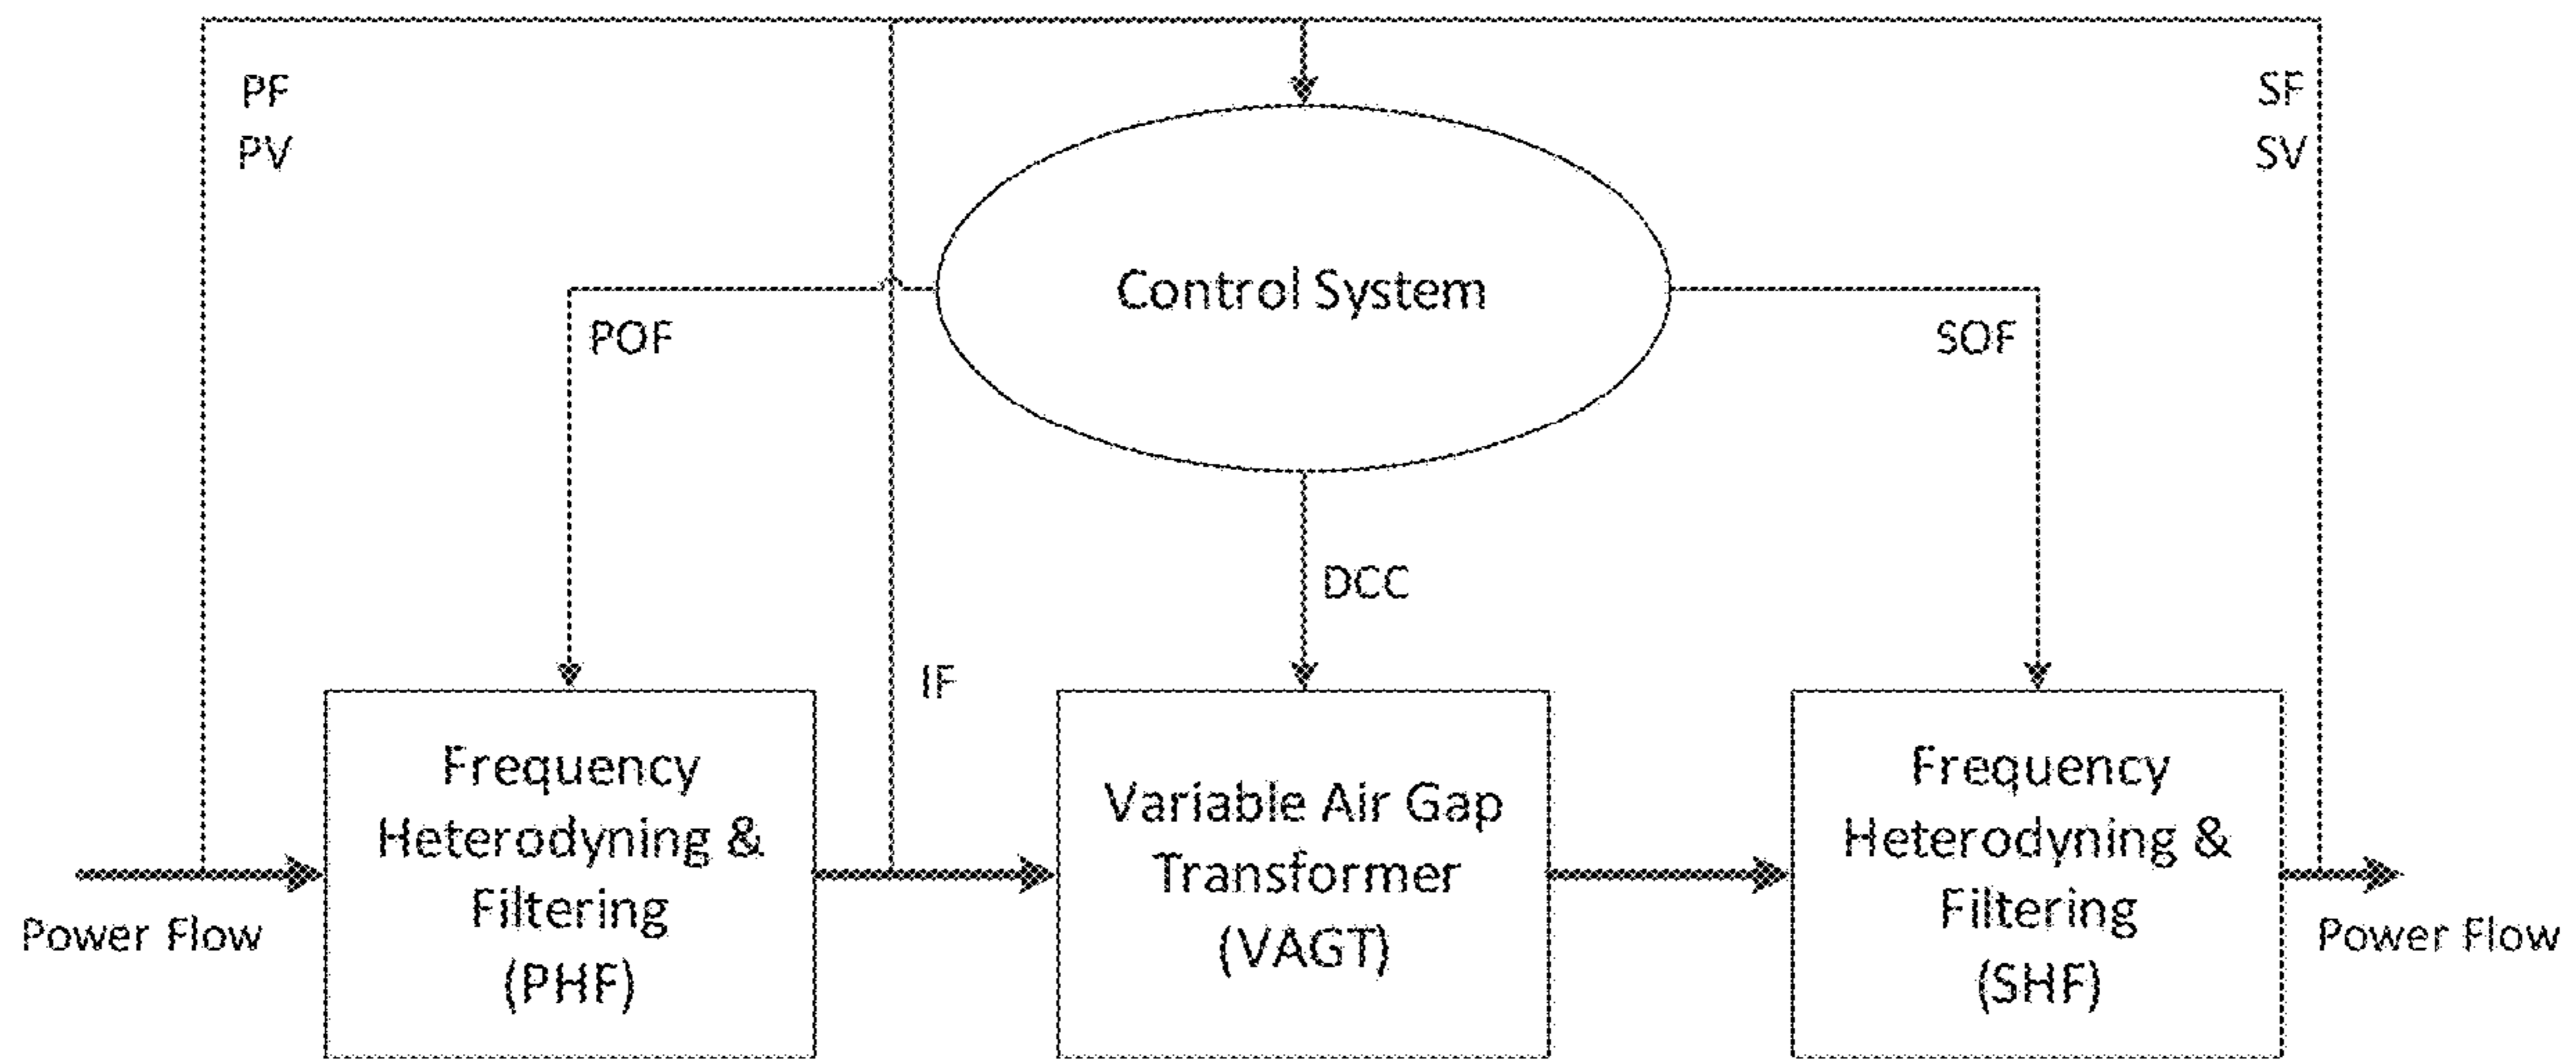 PF
PV
SF
SV
Control System
POF
SOF
DCC
IF
Frequency
Heterodyning &
Filtering
(PHF)
Variable Air Gap
Transformer
(VAGT)
Frequency
Heterodyning &
Filtering
(SHF)
Power Flow
Power Flow